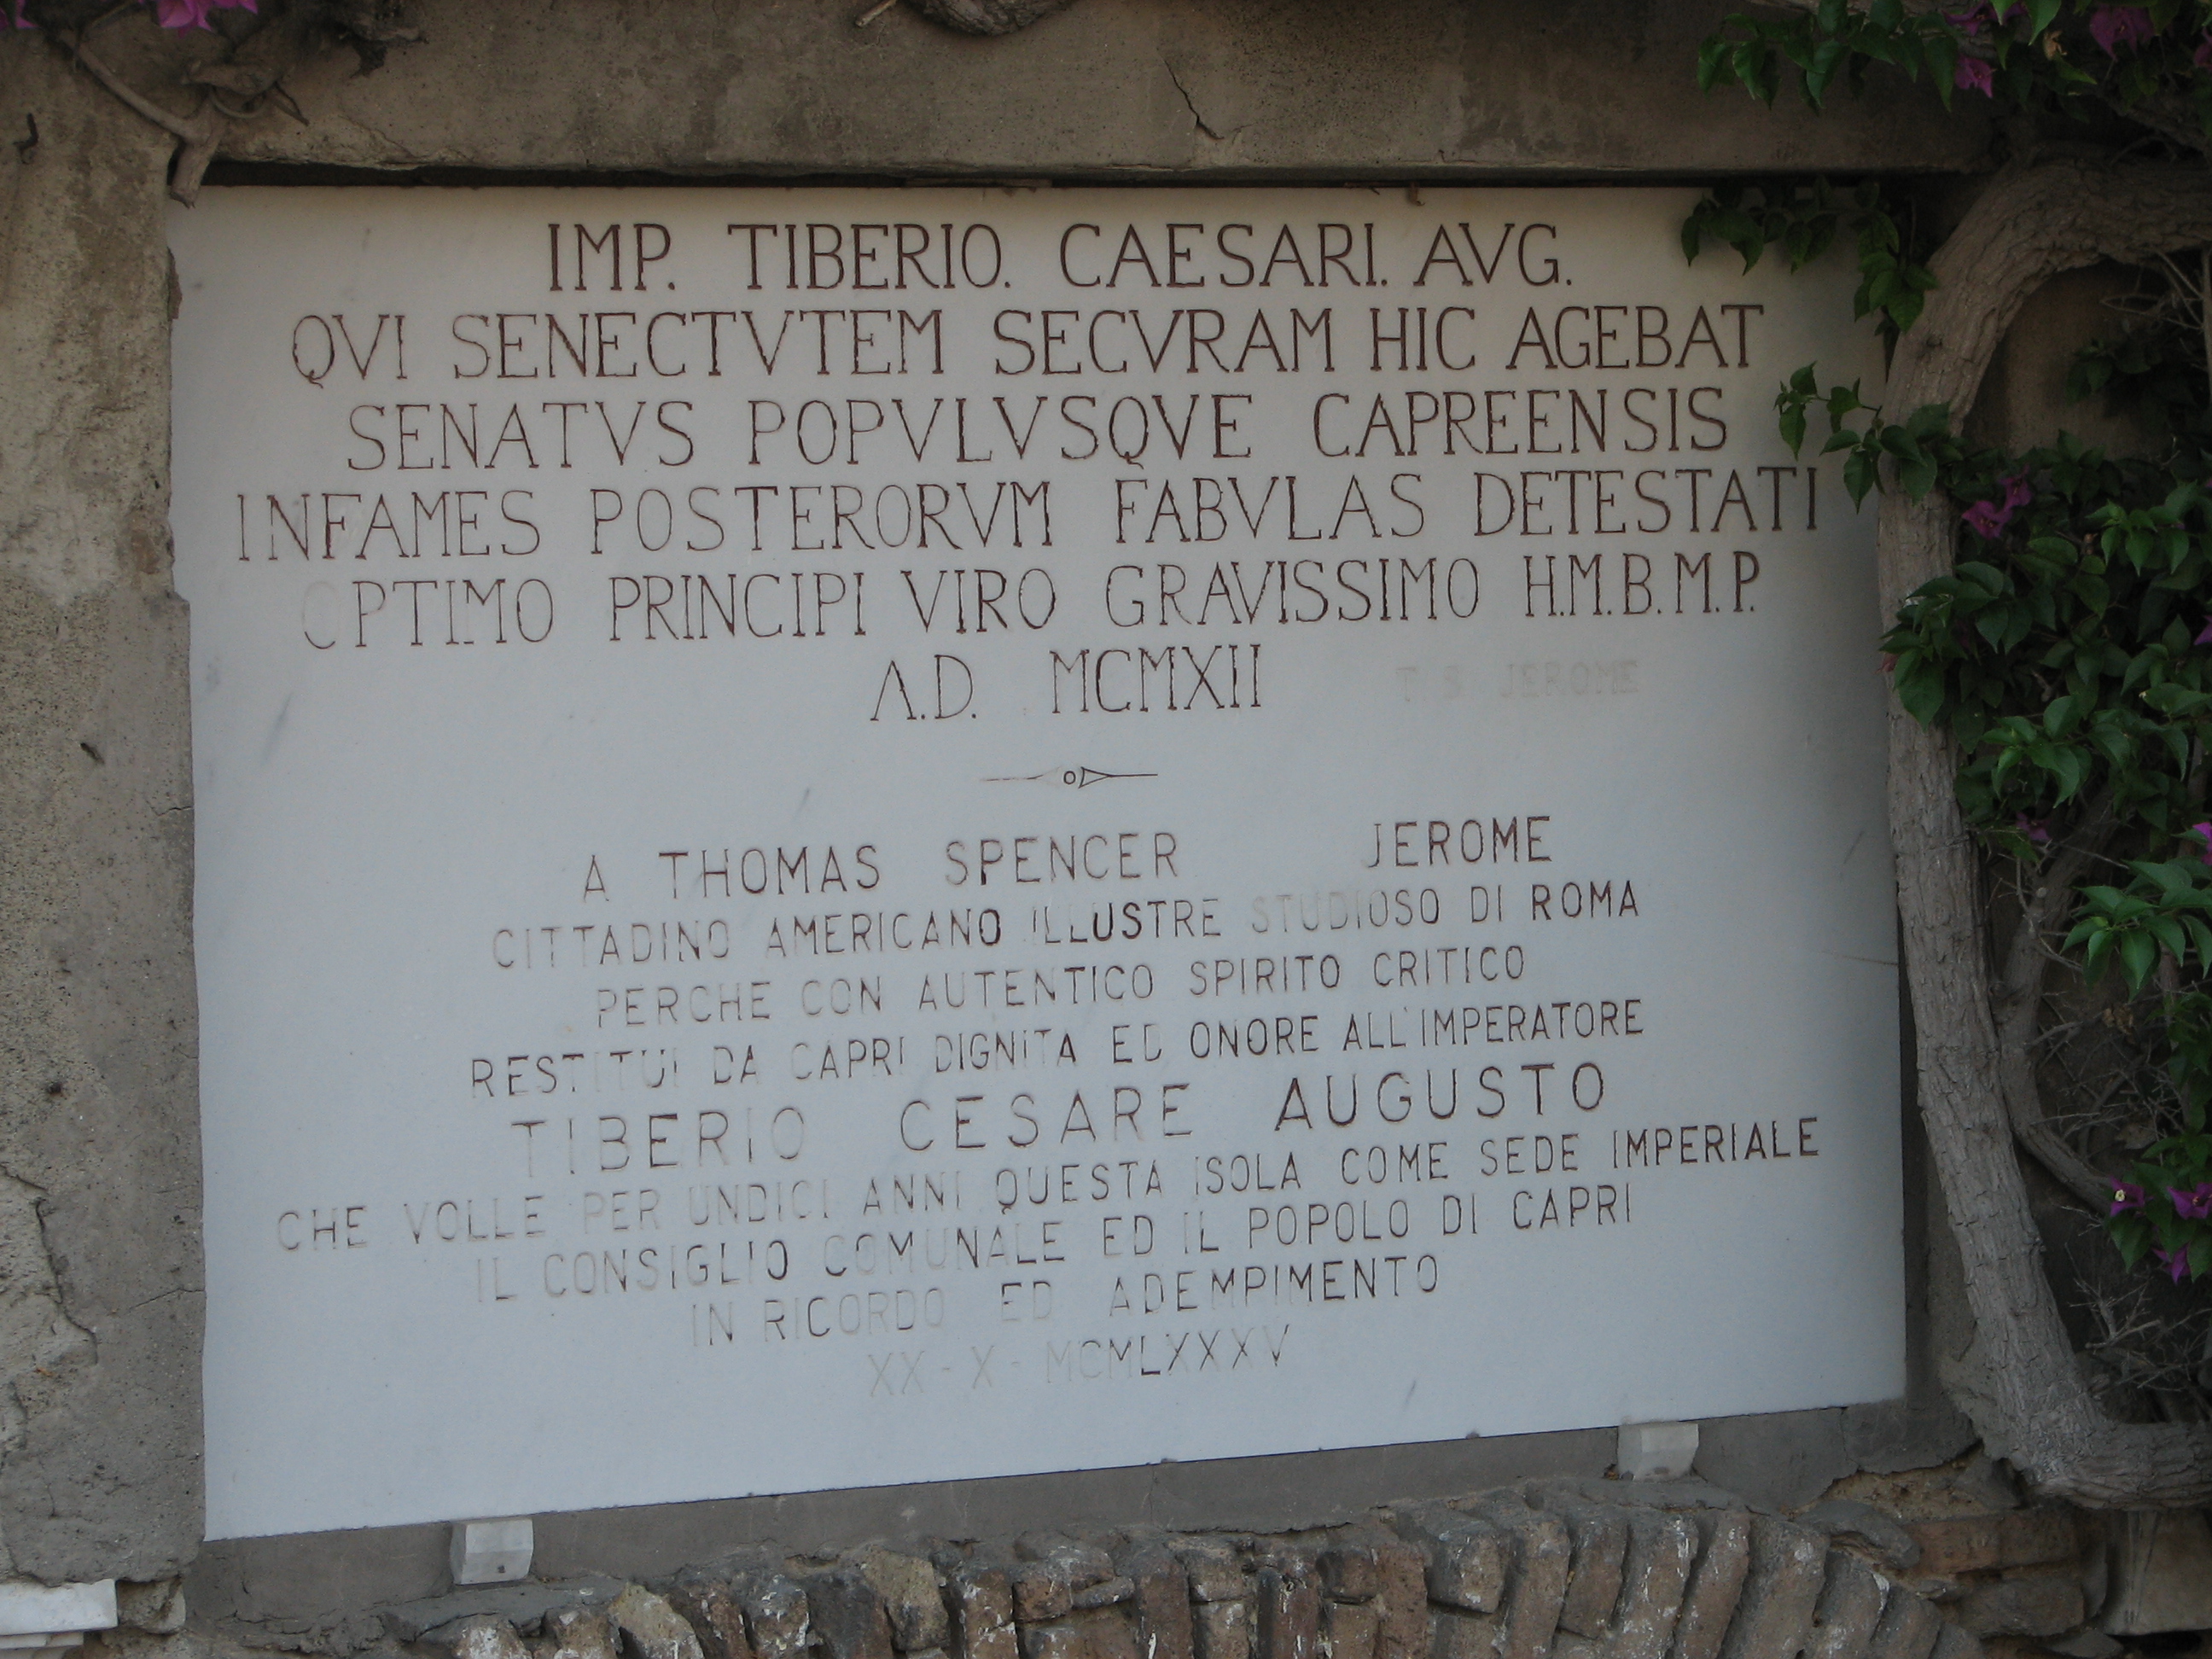 IMP. TIBERIO. CAESARI. AVG.
QVI SENECTVTEM SECVRAM HIC AGEBAT
SENATVS POPVLVSQVE CAPREENSIS
INFAMES POSTERORVM FABVLAS DETESTATI
OPTIMO PRINCIPI VIRO GRAVISSIMO H.M.B.M.P.
A.D. MCMXII T S JEROME
A THOMAS SPENCER JEROME
CITTADINO AMERICANO ILLUSTRE STUDIOSO DI ROMA
PERCHE CON AUTENTICO SPIRITO CRITICO
RESTITUI DA CAPRI DIGNITA ED ONORE ALL'IMPERATORE
TIBERIO CESARE AUGUSTO
CHE VOLLE PER UNDICI ANNI QUESTA ISOLA COME SEDE IMPERIALE
IL CONSIGLIO COMUNALE ED IL POPOLO DI CAPRI
IN RICORDO ED ADEMPIMENTO
XX - X - MCMLXXXV